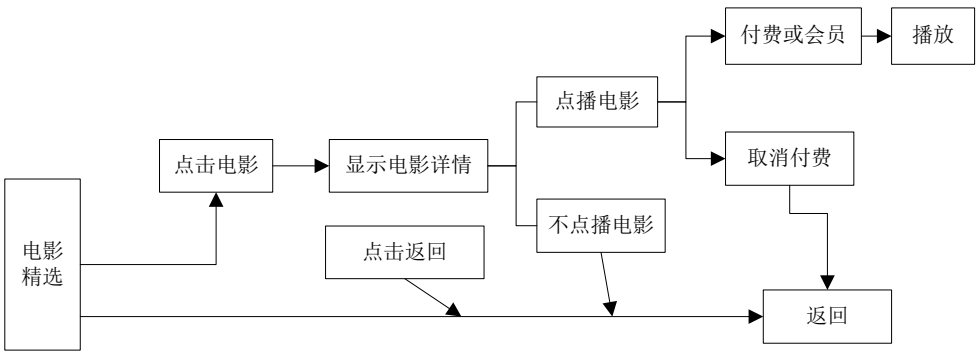 付费或会员
播放
点播电影
点击电影
显示电影详情
取消付费
不点播电影
电影
精选
点击返回
返回